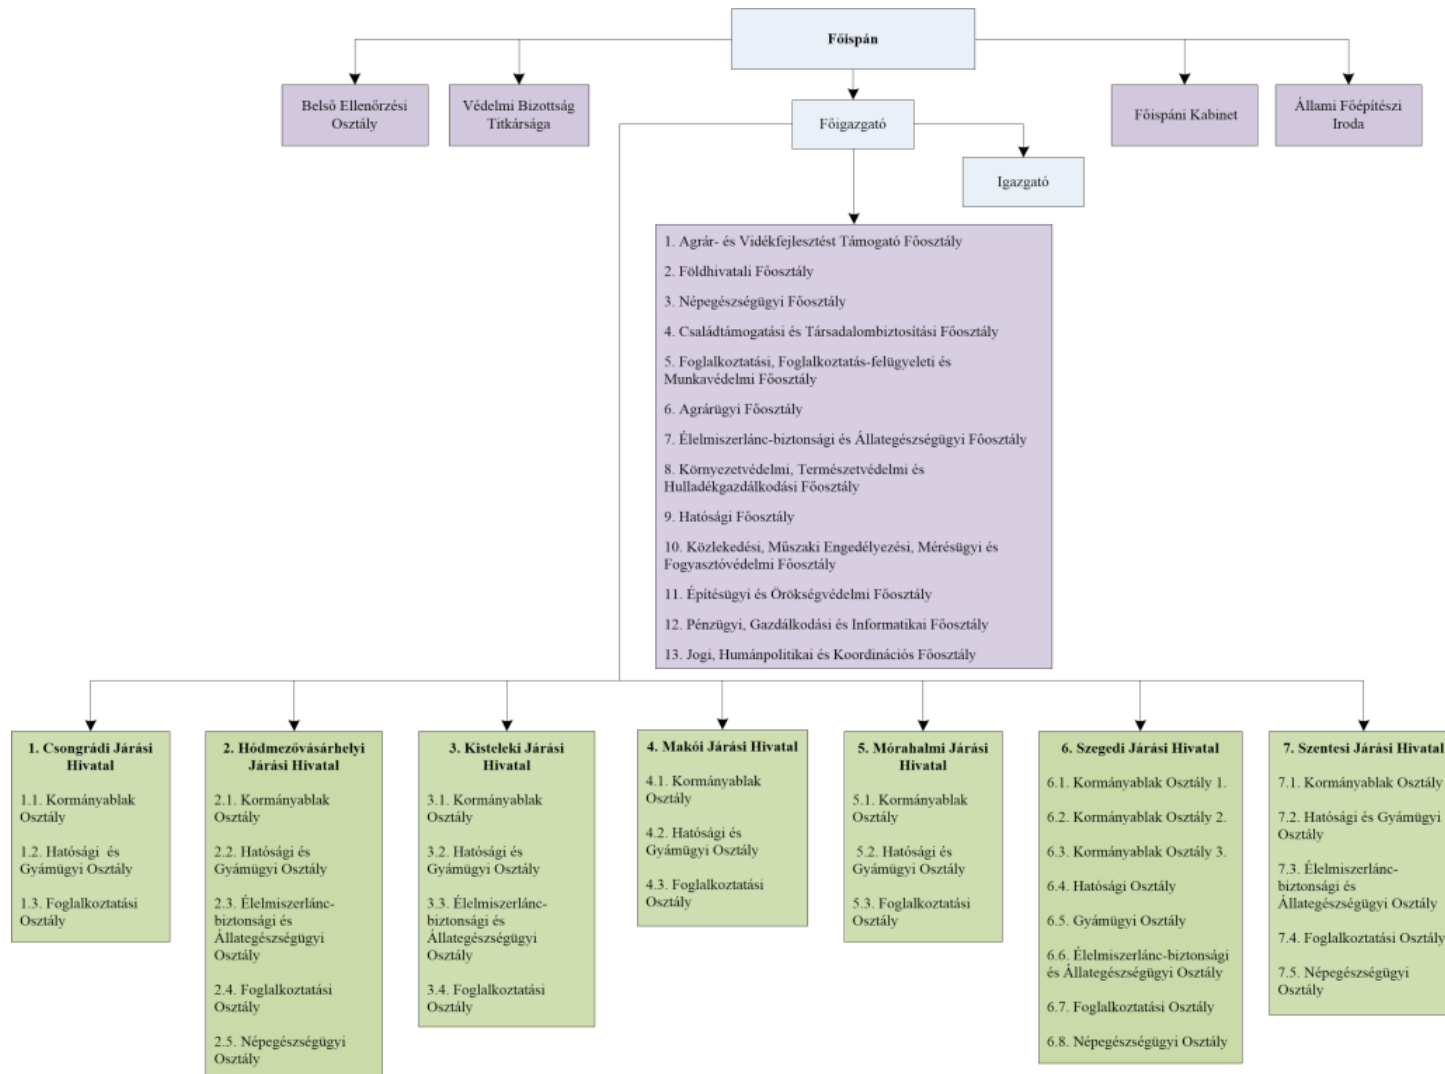 Főispán
Belső Ellenőrzési
Osztály
Védelmi Bizottság
Titkársága
Főigazgató
Főispáni Kabinet
Állami Főépítészi
Iroda
Igazgató
1. Agrár- és Vidékfejlesztést Támogató Főosztály
2. Földhivatali Főosztály
3. Népegészségügyi Főosztály
4. Családtámogatási és Társadalombiztosítási Főosztály
5. Foglalkoztatási, Foglalkoztatás-felügyeleti és
Munkavédelmi Főosztály
6. Agrárügyi Főosztály
7. Élelmiszerlánc-biztonsági és Állategészségügyi Főosztály
8. Környezetvédelmi, Természetvédelmi és
Hulladékgazdálkodási Főosztály
9. Hatósági Főosztály
10. Közlekedési, Műszaki Engedélyezési, Mérésügyi és
Fogyasztóvédelmi Főosztály
11. Építésügyi és Örökségvédelmi Főosztály
12. Pénzügyi, Gazdálkodási és Informatikai Főosztály
13. Jogi, Humánpolitikai és Koordinációs Főosztály
1. Csongrádi Járási
Hivatal
1.1. Kormányablak
Osztály
1.2. Hatósági és
Gyámügyi Osztály
1.3. Foglalkoztatási
Osztály
2. Hódmezővásárhelyi
Járási Hivatal
2.1. Kormányablak
Osztály
2.2. Hatósági és
Gyámügyi Osztály
2.3. Élelmiszerlánc-
biztonsági és
Állategészségügyi
Osztály
2.4. Foglalkoztatási
Osztály
2.5. Népegészségügyi
Osztály
3. Kisteleki Járási
Hivatal
3.1. Kormányablak
Osztály
3.2. Hatósági és
Gyámügyi Osztály
3.3. Élelmiszerlánc-
biztonsági és
Állategészségügyi
Osztály
3.4. Foglalkoztatási
Osztály
4. Makói Járási Hivatal
4.1. Kormányablak
Osztály
4.2. Hatósági és
Gyámügyi Osztály
4.3. Foglalkoztatási
Osztály
5. Mórahalmi Járási
Hivatal
5.1. Kormányablak
Osztály
5.2. Hatósági és
Gyámügyi Osztály
5.3. Foglalkoztatási
Osztály
6. Szegedi Járási Hivatal
6.1. Kormányablak Osztály 1.
6.2. Kormányablak Osztály 2.
6.3. Kormányablak Osztály 3.
6.4. Hatósági Osztály
6.5. Gyámügyi Osztály
6.6. Élelmiszerlánc-biztonsági
és Állategészségügyi Osztály
6.7. Foglalkoztatási Osztály
6.8. Népegészségügyi Osztály
7. Szentesi Járási Hivatal
7.1. Kormányablak Osztály
7.2. Hatósági és Gyámügyi
Osztály
7.3. Élelmiszerlánc-
biztonsági és
Állategészségügyi Osztály
7.4. Foglalkoztatási Osztály
7.5. Népegészségügyi
Osztály